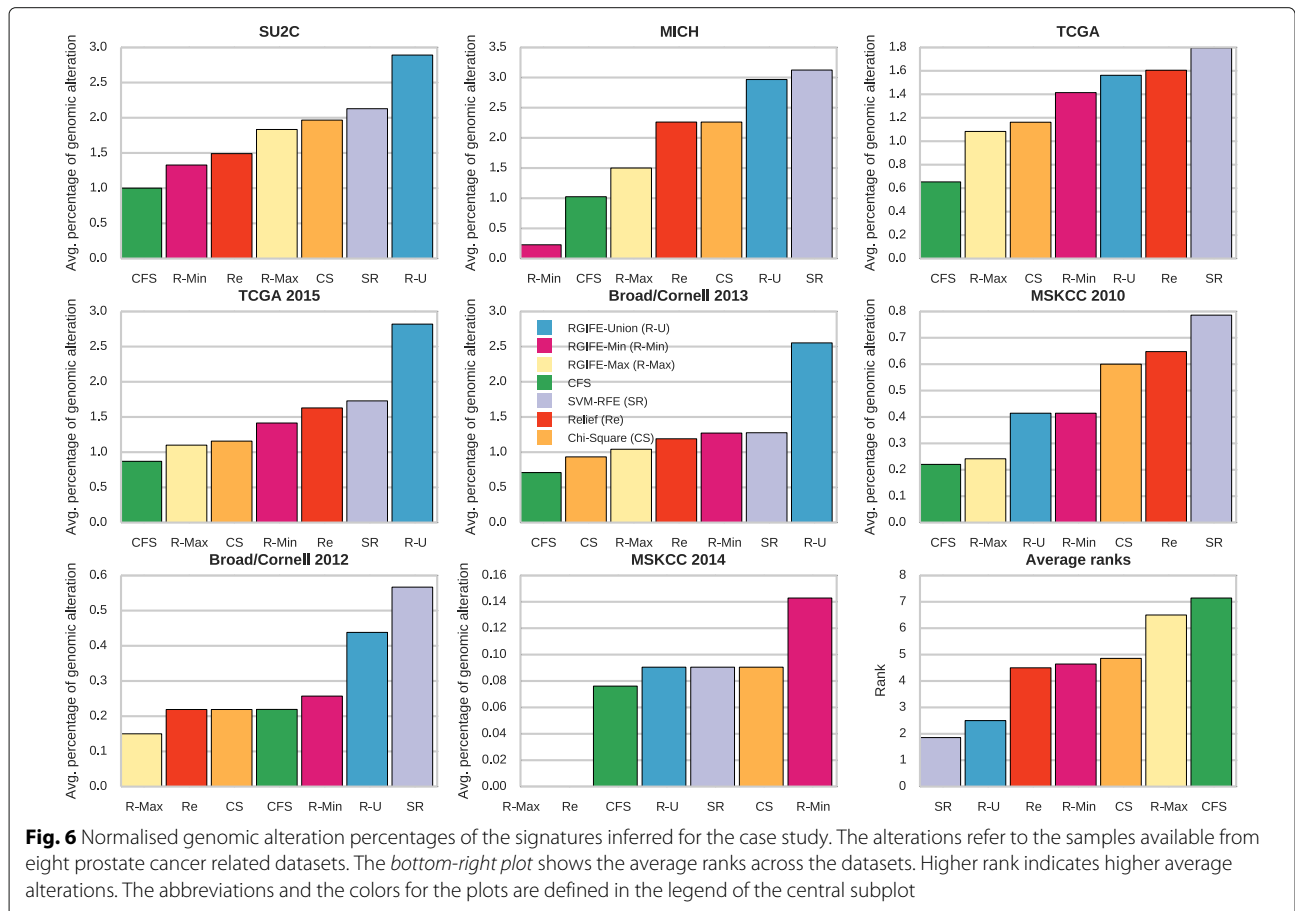 SU2C
Avg. percentage of genomic alteration
3.0
2.5
2.0
1.5
1.0
0.5
0.0
CFS R-Min Re R-Max CS SR R-U
MICH
Avg. percentage of genomic alteration
3.5
3.0
2.5
2.0
1.5
1.0
0.5
0.0
R-Min CFS R-Max Re CS R-U SR
TCGA
Avg. percentage of genomic alteration
1.8
1.6
1.4
1.2
1.0
0.8
0.6
0.4
0.2
0.0
CFS R-Max CS R-Min R-U Re SR
TCGA 2015
Avg. percentage of genomic alteration
3.0
2.5
2.0
1.5
1.0
0.5
0.0
CFS R-Max CS R-Min Re SR R-U
Broad/Cornell 2013
Avg. percentage of genomic alteration
3.0
2.5
2.0
1.5
1.0
0.5
0.0
RGIFE-Union (R-U)
RGIFE-Min (R-Min)
RGIFE-Max (R-Max)
CFS
SVM-RFE (SR)
Relief (Re)
Chi-Square (CS)
CFS CS R-Max Re R-Min SR R-U
MSKCC 2010
Avg. percentage of genomic alteration
0.8
0.7
0.6
0.5
0.4
0.3
0.2
0.1
0.0
CFS R-Max R-U R-Min CS Re SR
Broad/Cornell 2012
Avg. percentage of genomic alteration
0.6
0.5
0.4
0.3
0.2
0.1
0.0
R-Max Re CS CFS R-Min R-U SR
MSKCC 2014
Avg. percentage of genomic alteration
0.16
0.14
0.12
0.10
0.08
0.06
0.04
0.02
0.00
R-Max Re CFS R-U SR CS R-Min
Average ranks
Rank
8
7
6
5
4
3
2
1
0
SR R-U Re R-Min CS R-Max CFS
Fig. 6 Normalised genomic alteration percentages of the signatures inferred for the case study. The alterations refer to the samples available from
eight prostate cancer related datasets. The bottom-right plot shows the average ranks across the datasets. Higher rank indicates higher average
alterations. The abbreviations and the colors for the plots are defined in the legend of the central subplot